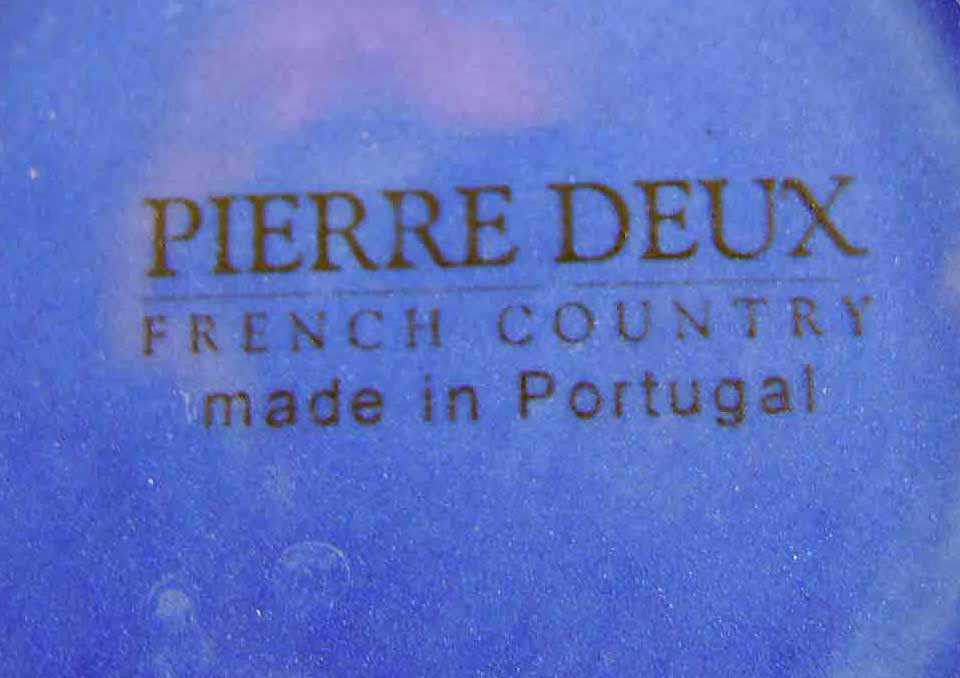 PIERRE DEUX
FRENCH COUNTRY
made in Portugal